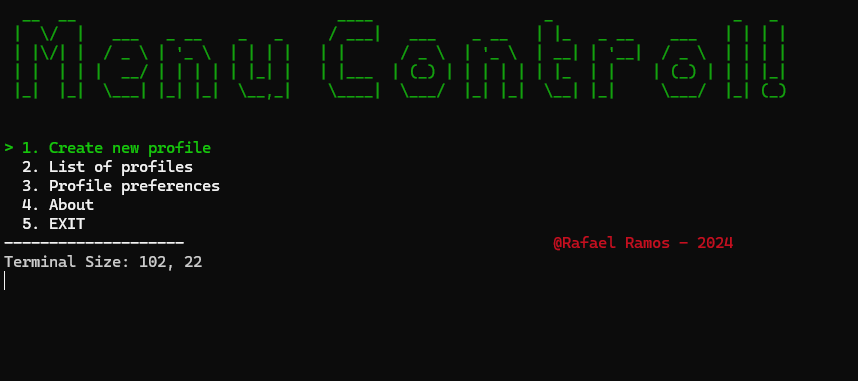 Menu Control!
> 1. Create new profile
2. List of profiles
3. Profile preferences
4. About
5. EXIT
--------------------
@Rafael Ramos - 2024
Terminal Size: 102, 22